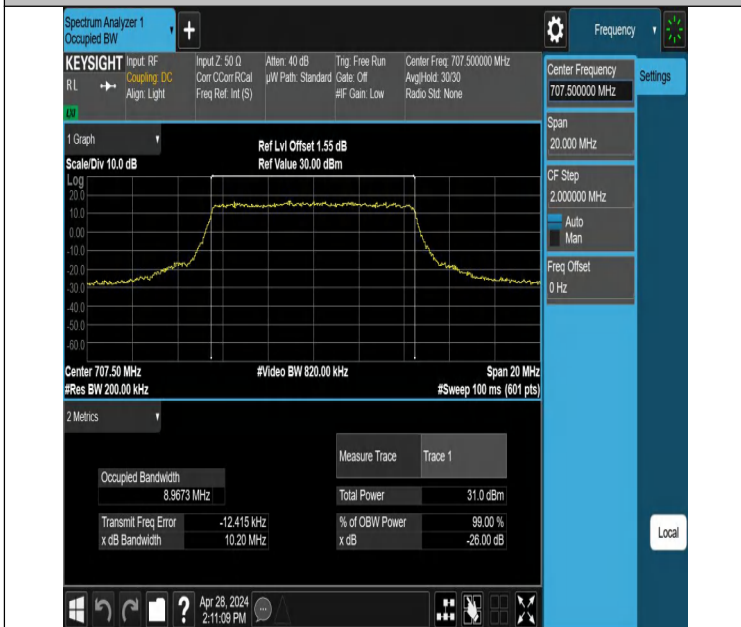 Spectrum Analyzer 1
Occupied BW
+
Frequency
KEYSIGHT
RL
LXI
Input: RF
Coupling: DC
Align: Light
Input Z: 50 Ω
Corr CCorr RCal
Freq Ref: Int (S)
Atten: 40 dB
µW Path: Standard
Trig: Free Run
Gate: Off
#IF Gain: Low
Center Freq: 707.500000 MHz
Avg|Hold: 30/30
Radio Std: None
Center Frequency
707.500000 MHz
Settings
Span
20.000 MHz
CF Step
2.000000 MHz
Auto
Man
Freq Offset
0 Hz
Local
1 Graph
Scale/Div 10.0 dB
Ref Lvl Offset 1.55 dB
Ref Value 30.00 dBm
Log
20.0
10.0
0.00
-10.0
-20.0
-30.0
-40.0
-50.0
-60.0
Center 707.50 MHz
#Video BW 820.00 kHz
Span 20 MHz
#Res BW 200.00 kHz
#Sweep 100 ms (601 pts)
2 Metrics
Measure Trace
Trace 1
Occupied Bandwidth
8.9673 MHz
Total Power
31.0 dBm
Transmit Freq Error
-12.415 kHz
% of OBW Power
99.00 %
x dB Bandwidth
10.20 MHz
x dB
-26.00 dB
?
Apr 28, 2024
2:11:09 PM